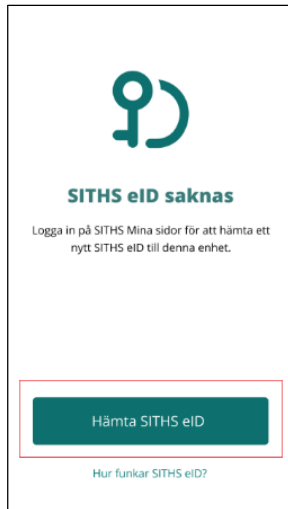 SITHS eID saknas
Logga in på SITHS Mina sidor för att hämta ett
nytt SITHS eID till denna enhet.
Hämta SITHS eID
Hur funkar SITHS eID?